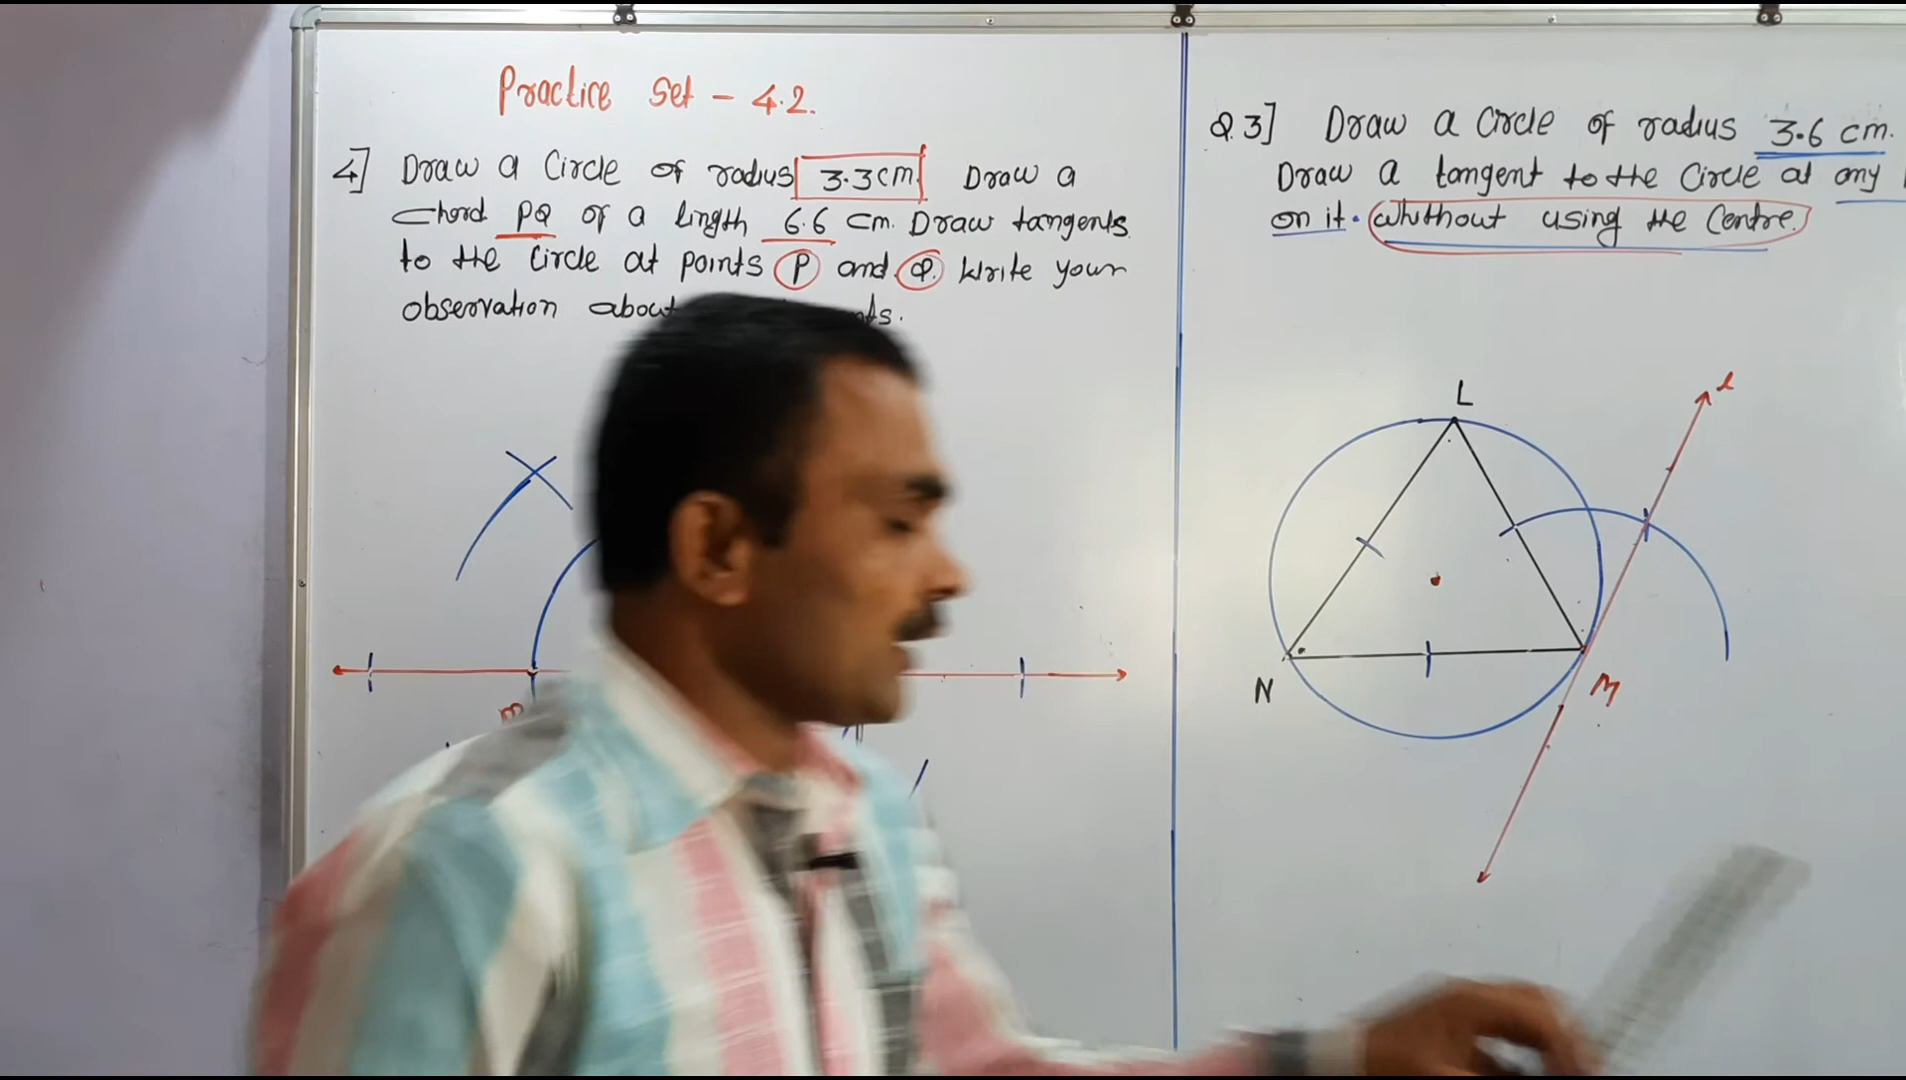 Practice Set - 4.2.
4] Draw a Circle of radius 3.3cm. Draw a
Chord PQ of a lingth 6.6 cm. Draw tangents
to the Circle at points P and Q. Write your
observation about
Q.3] Draw a Circle of radius 3.6 cm.
Draw a tangent to the Circle at any
on it. whithout using the Centre.
L
l
N
M